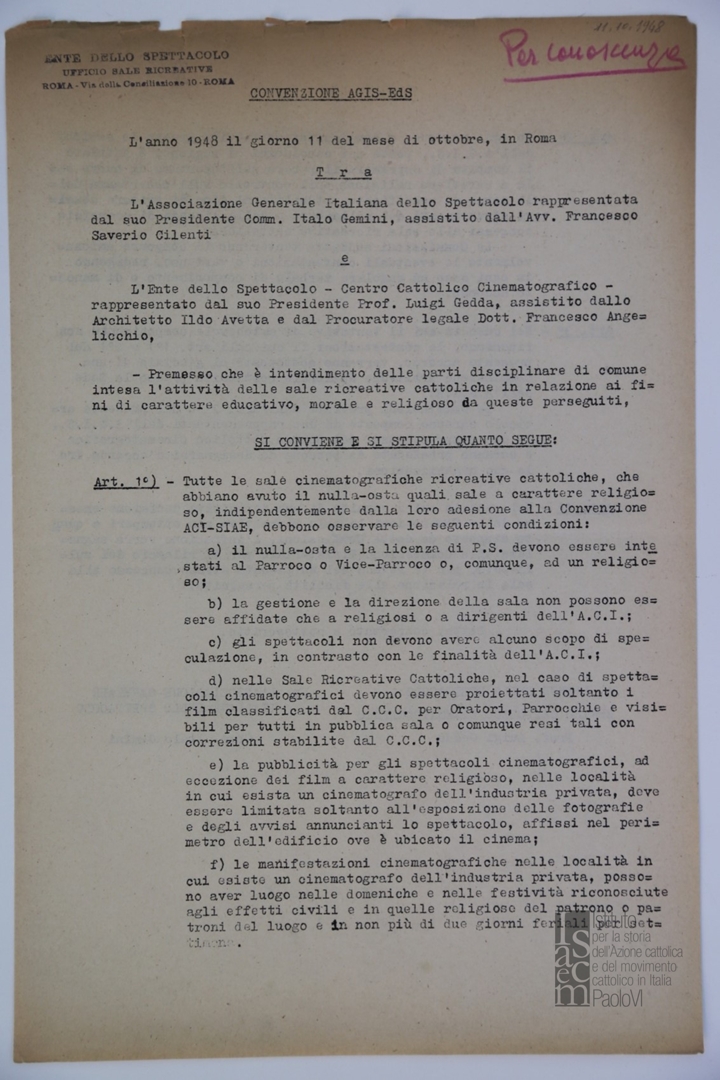 11.10.1948
Per conoscenza
ENTE DELLO SPETTACOLO
UFFICIO SALE RICREATIVE
ROMA - Via della Conciliazione 10 - ROMA
CONVENZIONE AGIS-EdS
L'anno 1948 il giorno 11 del mese di ottobre, in Roma
T r a
L'Associazione Generale Italiana dello Spettacolo rappresentata
dal suo Presidente Comm. Italo Gemini, assistito dall'Avv. Francesco
Saverio Cilenti
e
L'Ente dello Spettacolo - Centro Cattolico Cinematografico -
rappresentato dal suo Presidente Prof. Luigi Gedda, assistito dallo
Architetto Ildo Avetta e dal Procuratore legale Dott. Francesco Ange=
licchio,
- Premesso che è intendimento delle parti disciplinare di comune
intesa l'attività delle sale ricreative cattoliche in relazione ai fi=
ni di carattere educativo, morale e religioso da queste perseguiti,
SI CONVIENE E SI STIPULA QUANTO SEGUE:
Art. 1°) - Tutte le sale cinematografiche ricreative cattoliche, che
abbiano avuto il nulla-osta quali sale a carattere religio=
so, indipendentemente dalla loro adesione alla Convenzione
ACI-SIAE, debbono osservare le seguenti condizioni:
a) il nulla-osta e la licenza di P.S. devono essere inte
stati al Parroco o Vice-Parroco o, comunque, ad un religio=
so;
b) la gestione e la direzione della sala non possono es=
sere affidate che a religiosi o a dirigenti dell'A.C.I.;
c) gli spettacoli non devono avere alcuno scopo di spe=
culazione, in contrasto con le finalità dell'A.C.I.;
d) nelle Sale Ricreative Cattoliche, nel caso di spetta=
coli cinematografici devono essere proiettati soltanto i
film classificati dal C.C.C. per Oratori, Parrocchie e visi=
bili per tutti in pubblica sala o comunque resi tali con
correzioni stabilite dal C.C.C.;
e) la pubblicità per gli spettacoli cinematografici, ad
eccezione dei film a carattere religioso, nelle località
in cui esista un cinematografo dell'industria privata, deve
essere limitata soltanto all'esposizione delle fotografie
e degli avvisi annuncianti lo spettacolo, affissi nel peri=
metro dell'edificio ove è ubicato il cinema;
f) le manifestazioni cinematografiche nelle località in
cui esiste un cinematografo dell'industria privata, posso=
no aver luogo nelle domeniche e nelle festività riconosciute
agli effetti civili e in quelle religiose del patrono o pa=
troni del luogo e in non più di due giorni feriali per set=
timana.
Isacem
Istituto
per la storia
dell'Azione cattolica
e del movimento
cattolico in Italia
PaoloVI